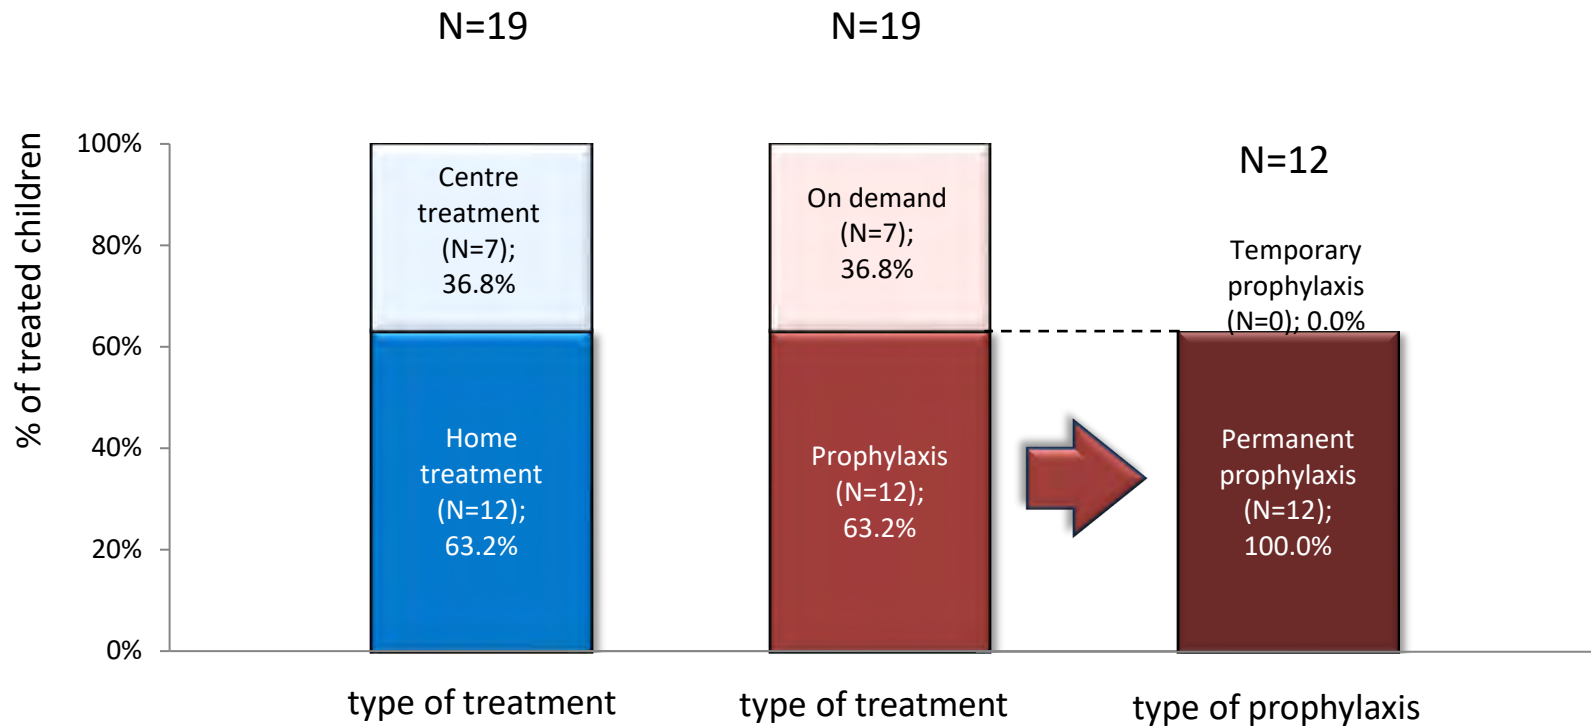 N=19
N=19
N=12
% of treated children
100%
80%
60%
40%
20%
0%
Centre
treatment
(N=7);
36.8%
Home
treatment
(N=12);
63.2%
On demand
(N=7);
36.8%
Prophylaxis
(N=12);
63.2%
Temporary
prophylaxis
(N=0); 0.0%
Permanent
prophylaxis
(N=12);
100.0%
type of treatment
type of treatment
type of prophylaxis